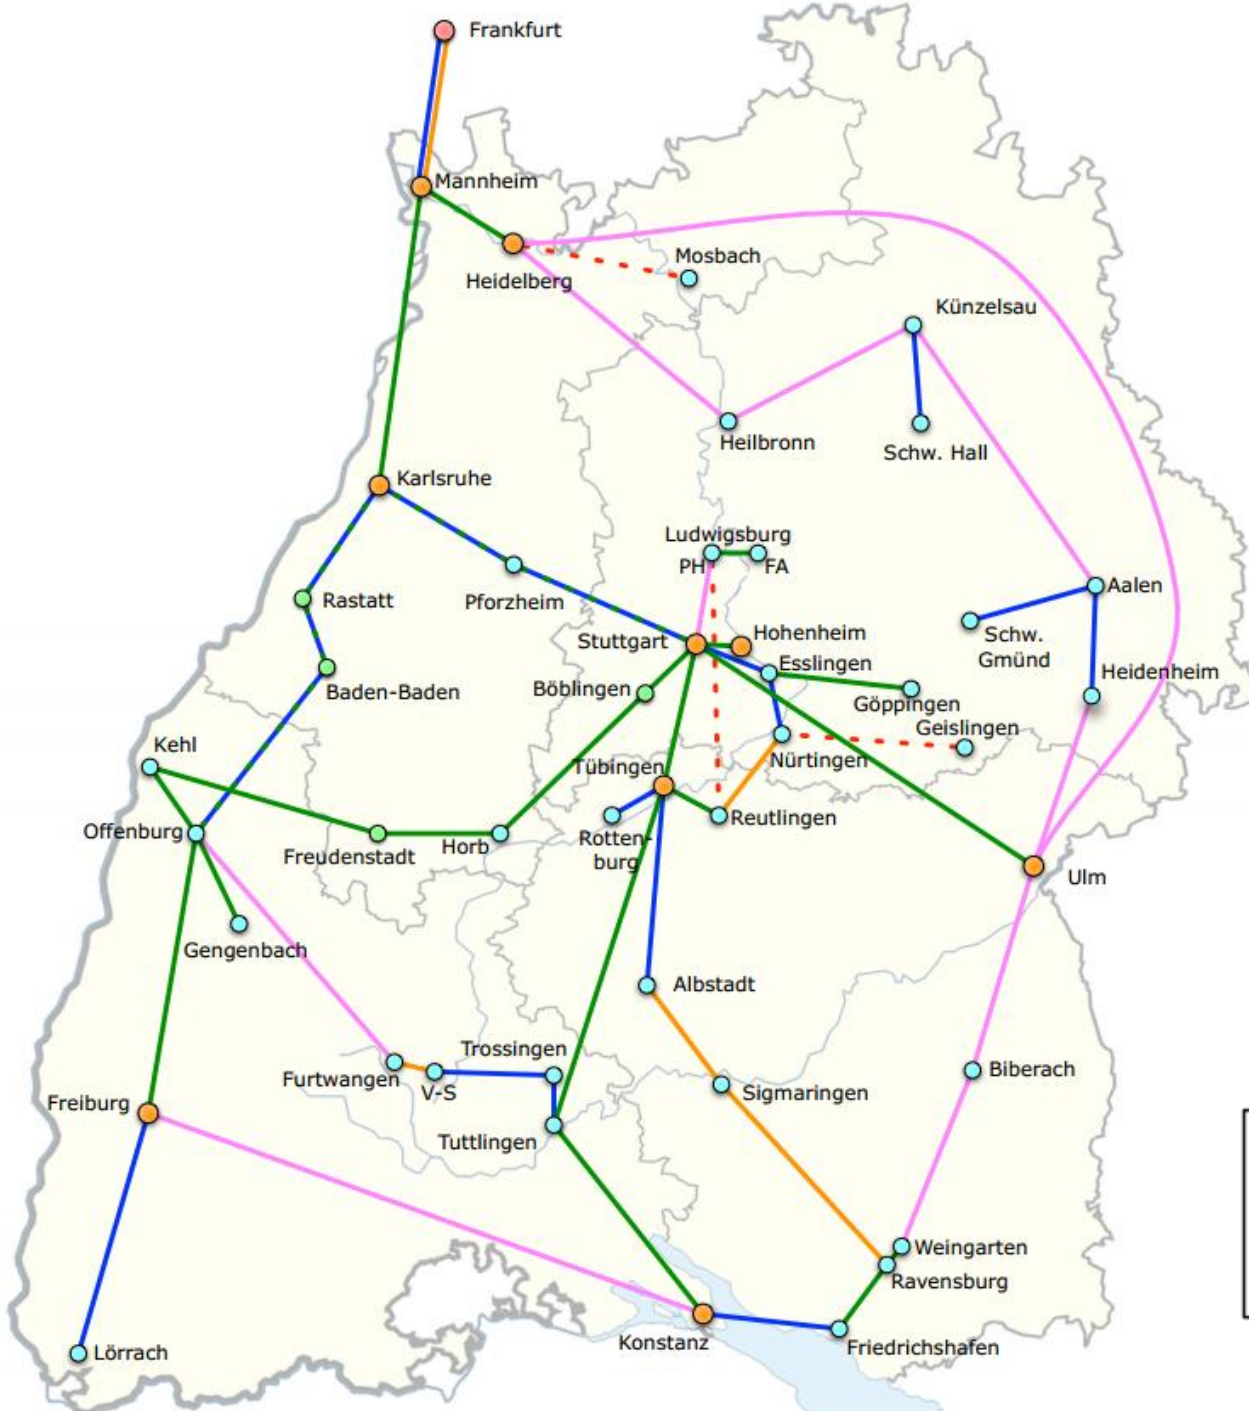 Frankfurt
Mannheim
Heidelberg
Mosbach
Künzelsau
Heilbronn
Schw. Hall
Karlsruhe
Ludwigsburg
PH
FA
Pforzheim
Rastatt
Aalen
Stuttgart
Hohenheim
Schw.
Gmünd
Esslingen
Heidenheim
Böblingen
Baden-Baden
Göppingen
Geislingen
Kehl
Nürtingen
Tübingen
Offenburg
Reutlingen
Rotten-
burg
Horb
Freudenstadt
Ulm
Gengenbach
Albstadt
Trossingen
Furtwangen
V-S
Biberach
Sigmaringen
Freiburg
Tuttlingen
Weingarten
Ravensburg
Konstanz
Friedrichshafen
Lörrach